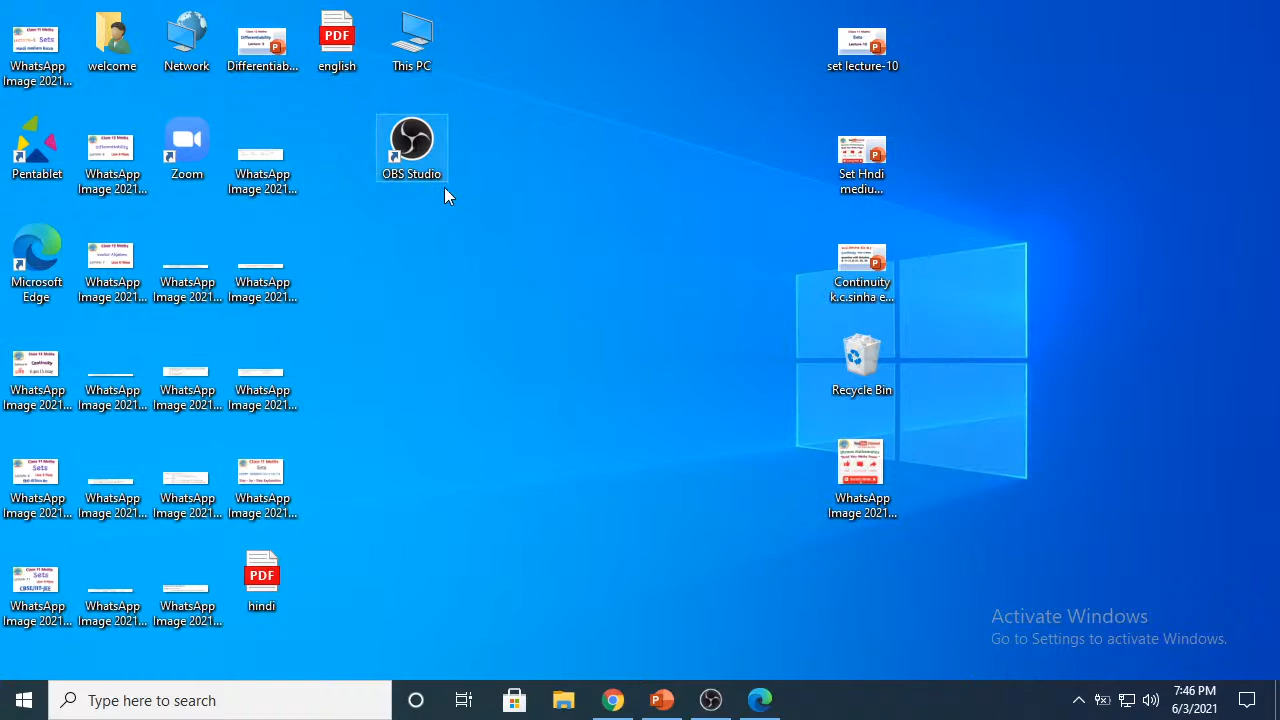 WhatsApp
Image 2021...
welcome
Network
Differentiab...
english
This PC
set lecture-10
Pentablet
WhatsApp
Image 2021...
Zoom
WhatsApp
Image 2021...
OBS Studio
Set Hndi
mediu...
Microsoft
Edge
WhatsApp
Image 2021...
WhatsApp
Image 2021...
WhatsApp
Image 2021...
Continuity
k.c.sinha e...
WhatsApp
Image 2021...
WhatsApp
Image 2021...
WhatsApp
Image 2021...
WhatsApp
Image 2021...
Recycle Bin
WhatsApp
Image 2021...
WhatsApp
Image 2021...
WhatsApp
Image 2021...
WhatsApp
Image 2021...
WhatsApp
Image 2021...
WhatsApp
Image 2021...
WhatsApp
Image 2021...
WhatsApp
Image 2021...
PDF
hindi
PDF
Activate Windows
Go to Settings to activate Windows.
Type here to search
7:46 PM
6/3/2021